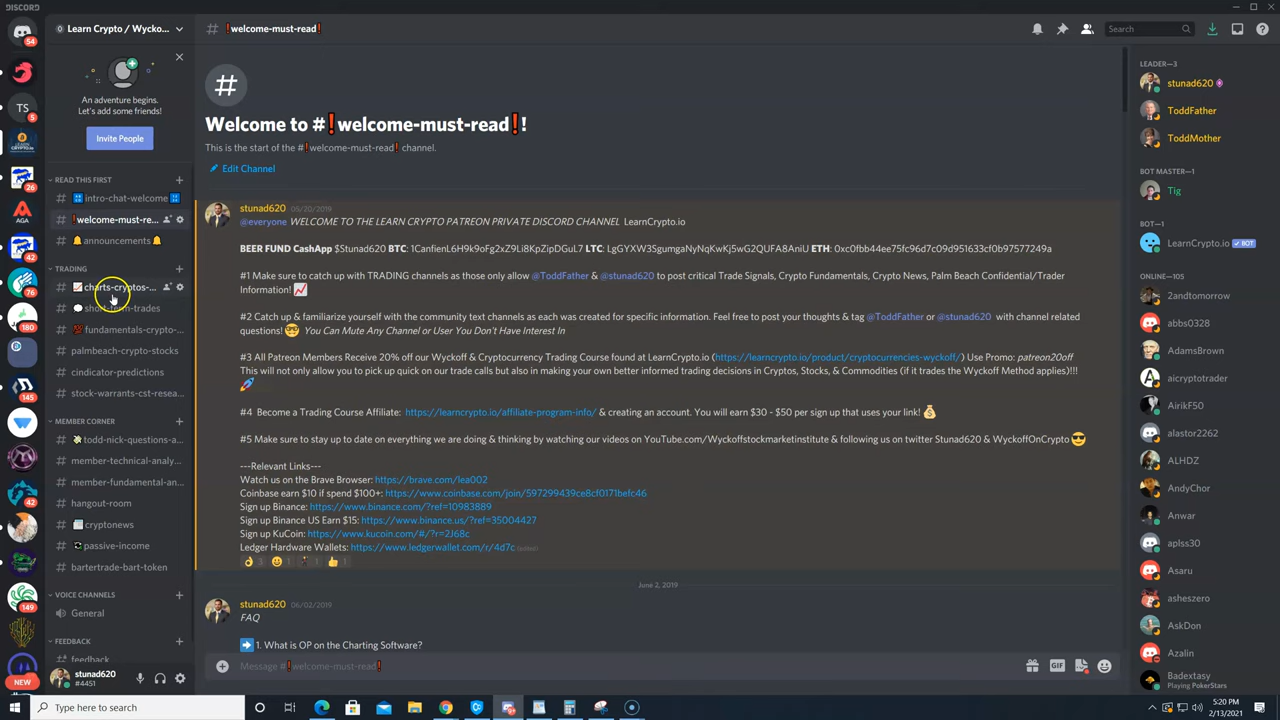 DISCORD
Learn Crypto / Wycko...
!welcome-must-read!
Search
54
5
26
AGA
42
76
180
145
42
149
NEW
TS
An adventure begins.
Let's add some friends!
Invite People
READ THIS FIRST
# intro-chat-welcome
# !welcome-must-re...
# announcements
TRADING
# charts-cryptos-...
# short-term-trades
# fundamentals-crypto-...
# palmbeach-crypto-stocks
# cindicator-predictions
# stock-warrants-cst-resea...
MEMBER CORNER
# todd-nick-questions-a...
# member-technical-analy...
# member-fundamental-an...
# hangout-room
# cryptonews
# passive-income
# bartertrade-bart-token
VOICE CHANNELS
General
FEEDBACK
# feedback
stunad620
#4451
Welcome to #!welcome-must-read!!
This is the start of the #!welcome-must-read! channel.
Edit Channel
stunad620 05/20/2019
@everyone WELCOME TO THE LEARN CRYPTO PATREON PRIVATE DISCORD CHANNEL LearnCrypto.io
BEER FUND CashApp $Stunad620 BTC: 1CanfienL6H9k9oFg2xZ9Li8KpZipDGuL7 LTC: LgGYXW35gumgaNyNqKwKj5wG2QUFA8AniU ETH: 0xc0fbb44ee75fc96d7c09d951633cf0b97577249a
#1 Make sure to catch up with TRADING channels as those only allow @ToddFather & @stunad620 to post critical Trade Signals, Crypto Fundamentals, Crypto News, Palm Beach Confidential/Trader
Information! 📈
#2 Catch up & familiarize yourself with the community text channels as each was created for specific information. Feel free to post your thoughts & tag @ToddFather or @stunad620 with channel related
questions! 🤓 You Can Mute Any Channel or User You Don't Have Interest In
#3 All Patreon Members Receive 20% off our Wyckoff & Cryptocurrency Trading Course found at LearnCrypto.io (https://learncrypto.io/product/cryptocurrencies-wyckoff/) Use Promo: patreon20off
This will not only allow you to pick up quick on our trade calls but also in making your own better informed trading decisions in Cryptos, Stocks, & Commodities (if it trades the Wyckoff Method applies)!!!
🚀
#4 Become a Trading Course Affiliate: https://learncrypto.io/affiliate-program-info/ & creating an account. You will earn $30 - $50 per sign up that uses your link! 💰
#5 Make sure to stay up to date on everything we are doing & thinking by watching our videos on YouTube.com/Wyckoffstockmarketinstitute & following us on twitter Stunad620 & WyckoffOnCrypto 😎
---Relevant Links---
Watch us on the Brave Browser: https://brave.com/lea002
Coinbase earn $10 if spend $100+: https://www.coinbase.com/join/597299439ce8cf0171befc46
Sign up Binance: https://www.binance.com/?ref=10983889
Sign up Binance US Earn $15: https://www.binance.us/?ref=35004427
Sign up KuCoin: https://www.kucoin.com/#/?r=2J68c
Ledger Hardware Wallets: https://www.ledgerwallet.com/r/4d7c (edited)
3 1 1 1
June 2, 2019
stunad620 06/02/2019
FAQ
➡️ 1. What is OP on the Charting Software?
Message #!welcome-must-read!
GIF
LEADER—3
stunad620
ToddFather
ToddMother
BOT MASTER—1
Tig
BOT—1
LearnCrypto.io BOT
ONLINE—105
2andtomorrow
abbs0328
AdamsBrown
aicryptotrader
AirikF50
alastor2262
ALHDZ
AndyChor
Anwar
aplss30
Asaru
asheszero
AskDon
Azalin
Badextasy
Playing PokerStars
Type here to search
5:20 PM
2/13/2021